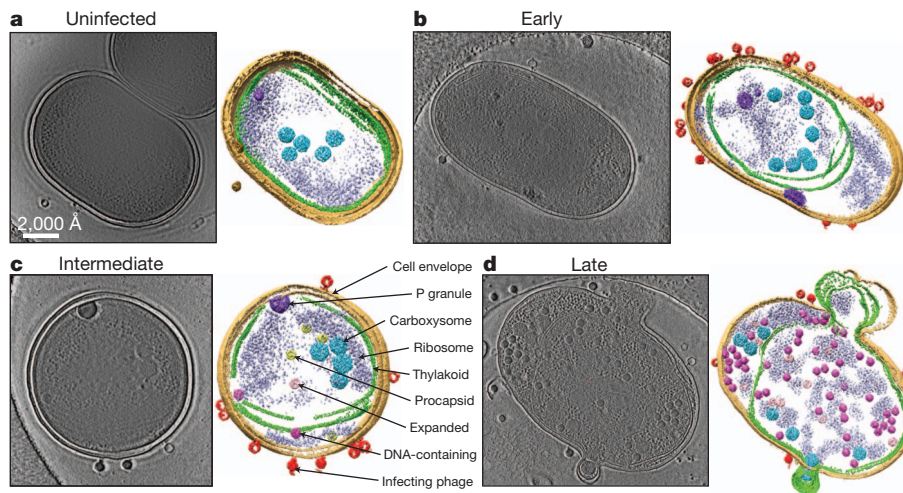 a Uninfected
b Early
2,000 Å
c Intermediate
d Late
Cell envelope
P granule
Carboxysome
Ribosome
Thylakoid
Procapsid
Expanded
DNA-containing
Infecting phage